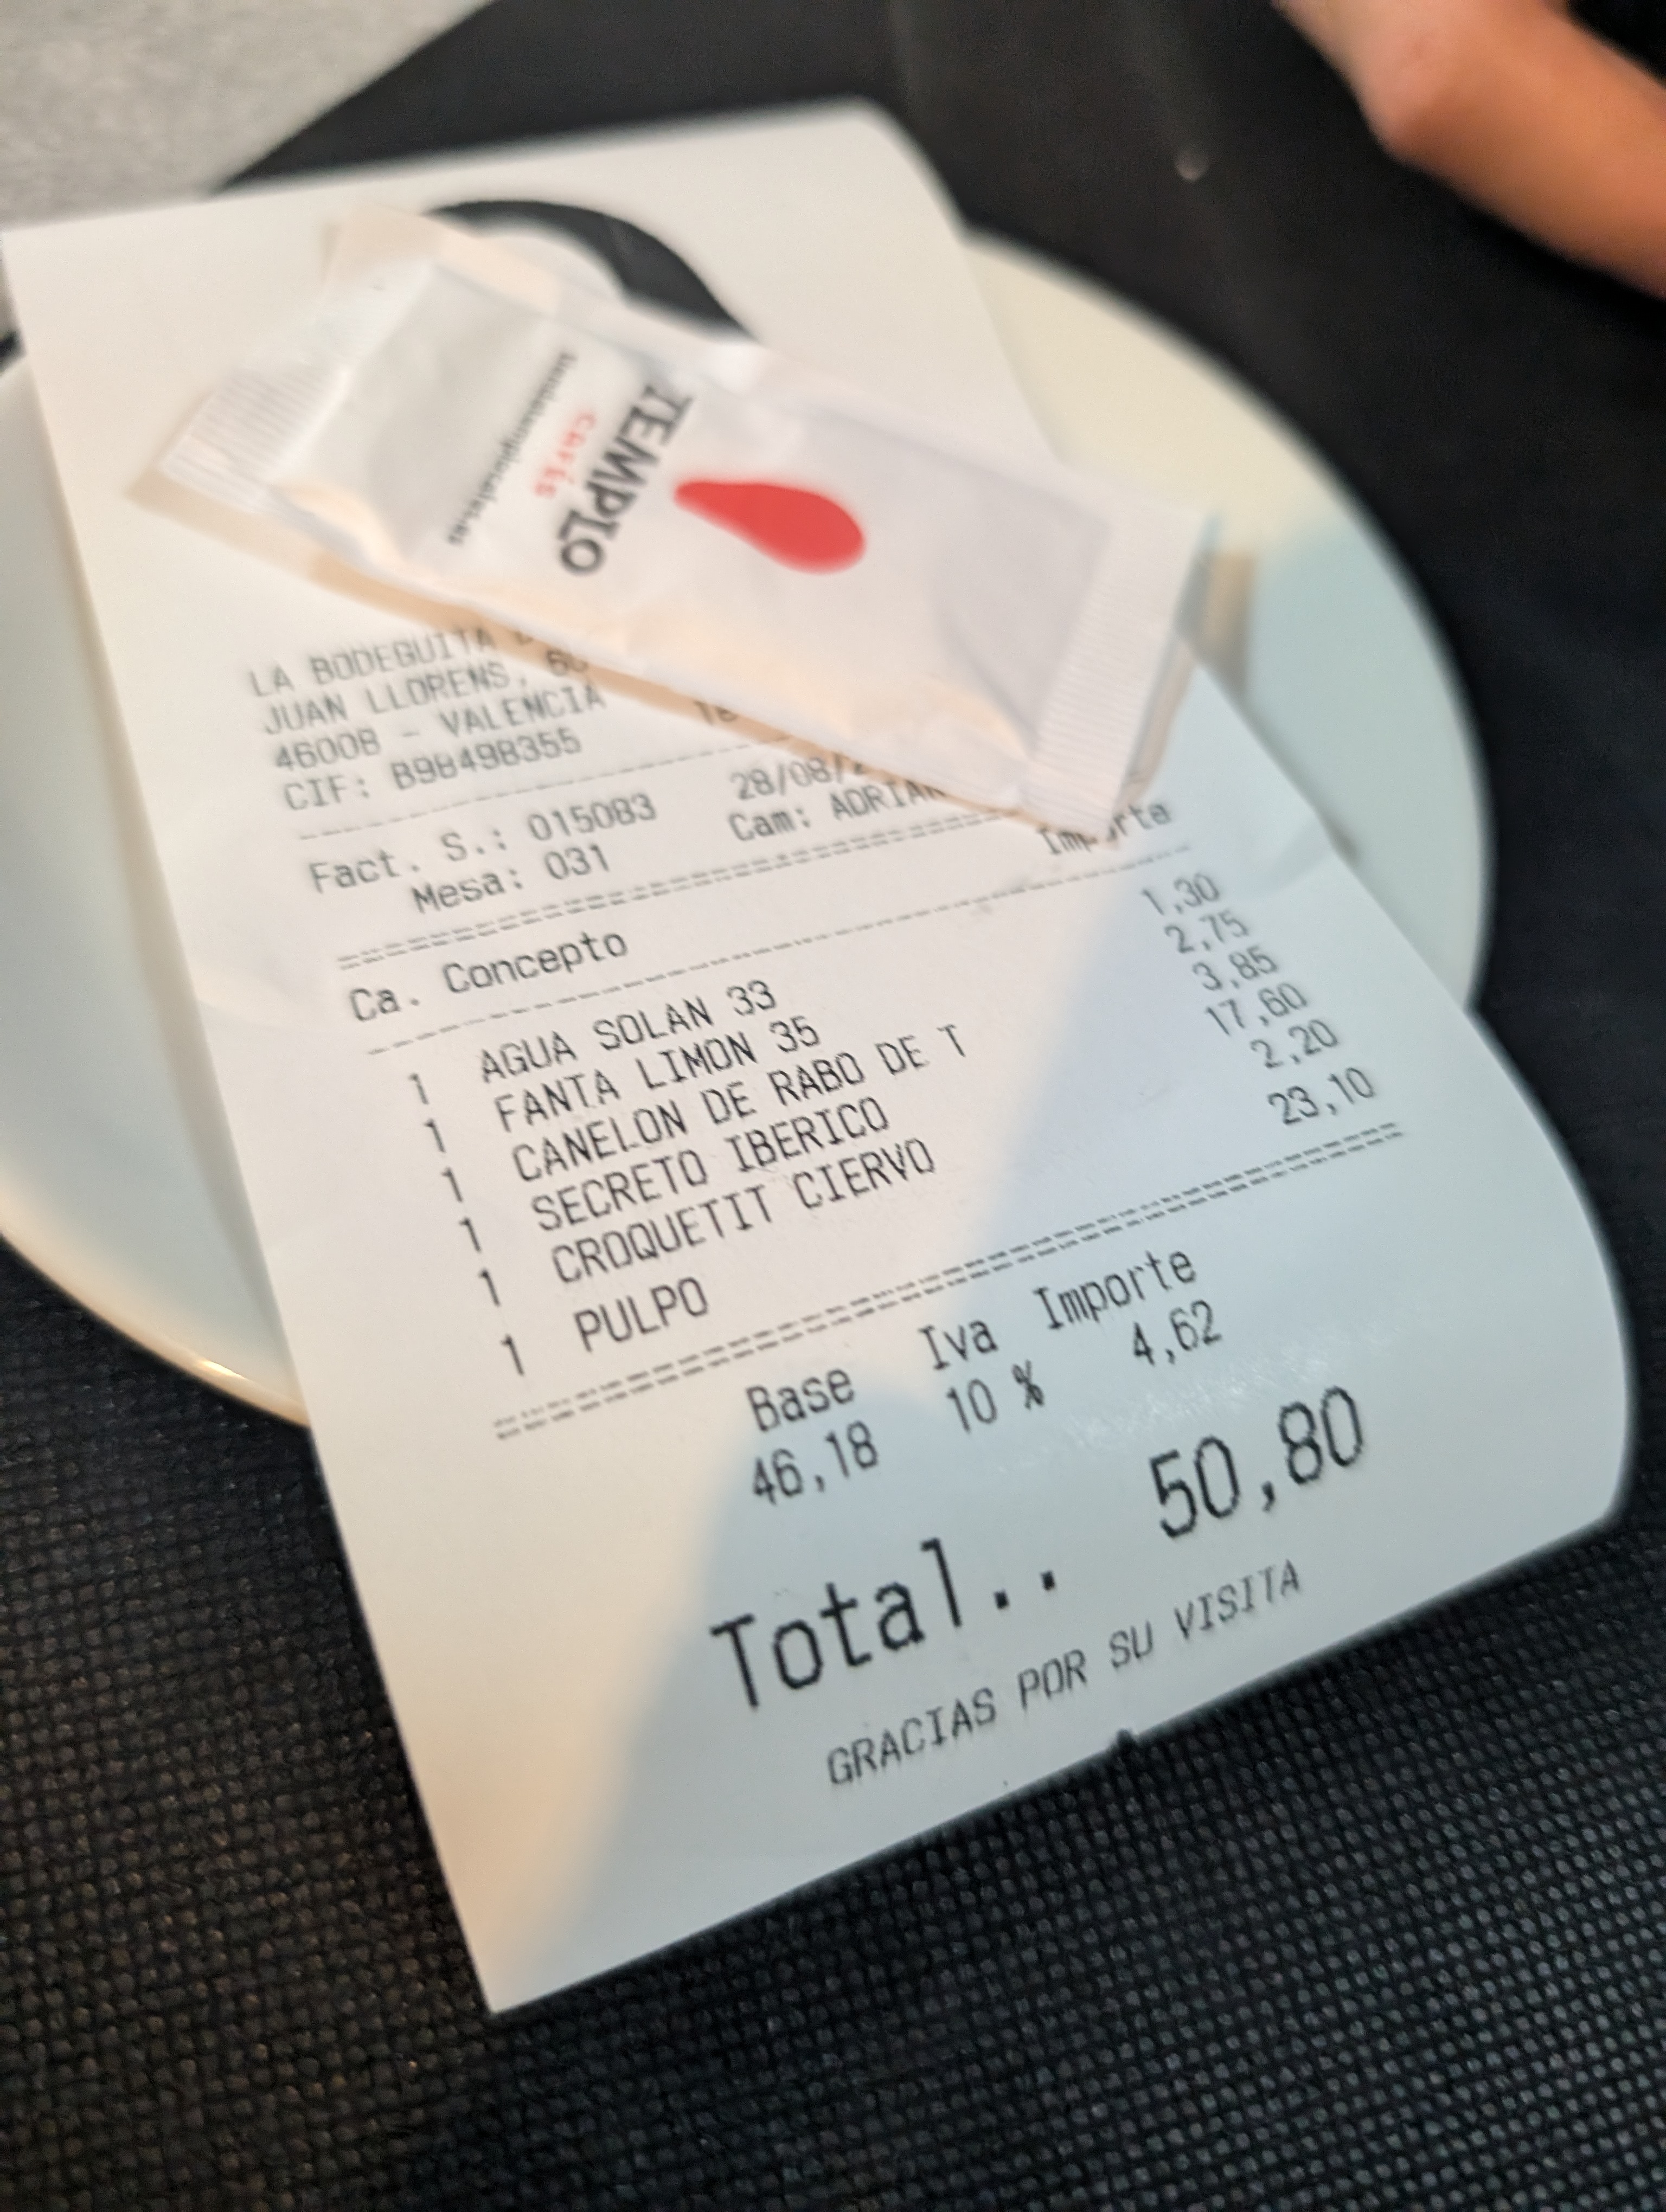 TEMPLO
cafés
LA BODEGUITA
JUAN LLORENS,
46008 - VALENCIA
CIF: B98498355
Fact. S.: 015083 28/08/
Mesa: 031 Cam: ADRIAN
Ca. Concepto Importe
1 AGUA SOLAN 33 1,30
1 FANTA LIMON 35 2,75
1 CANELON DE RABO DE T 3,85
1 SECRETO IBERICO 17,60
1 CROQUETIT CIERVO 2,20
1 PULPO 23,10
Base Iva Importe
46,18 10 % 4,62
Total.. 50,80
GRACIAS POR SU VISITA